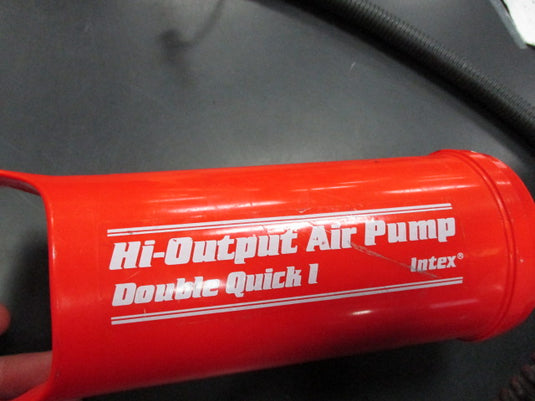 Hi-Output Air Pump
Double Quick I
Intex®